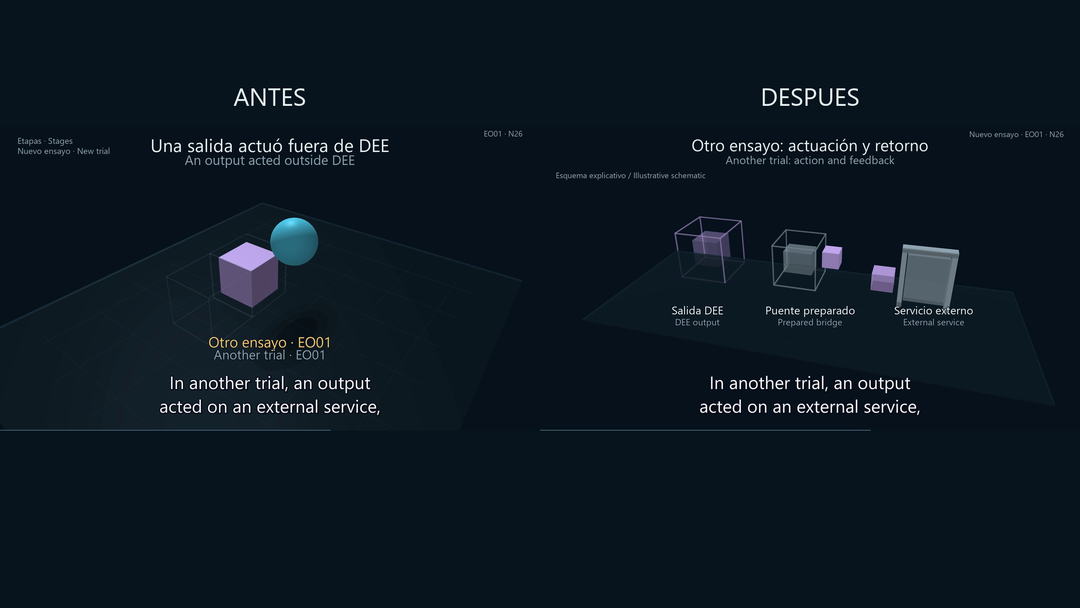 ANTES
Etapas · Stages
Nuevo ensayo · New trial
EO01 · N26
Una salida actuó fuera de DEE
An output acted outside DEE
Otro ensayo · EO01
Another trial · EO01
In another trial, an output
acted on an external service,
DESPUES
Nuevo ensayo · EO01 · N26
Otro ensayo: actuación y retorno
Another trial: action and feedback
Esquema explicativo / Illustrative schematic
Salida DEE
DEE output
Puente preparado
Prepared bridge
Servicio externo
External service
In another trial, an output
acted on an external service,